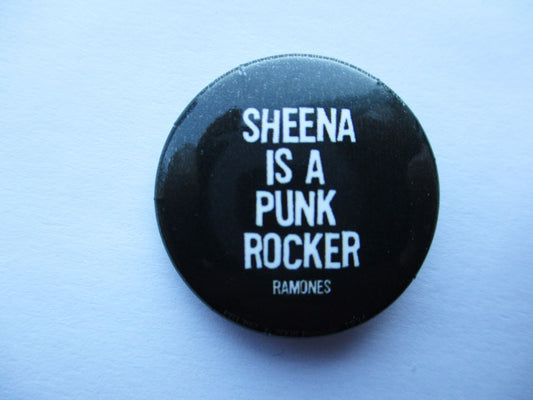 SHEENA
IS A
PUNK
ROCKER
RAMONES